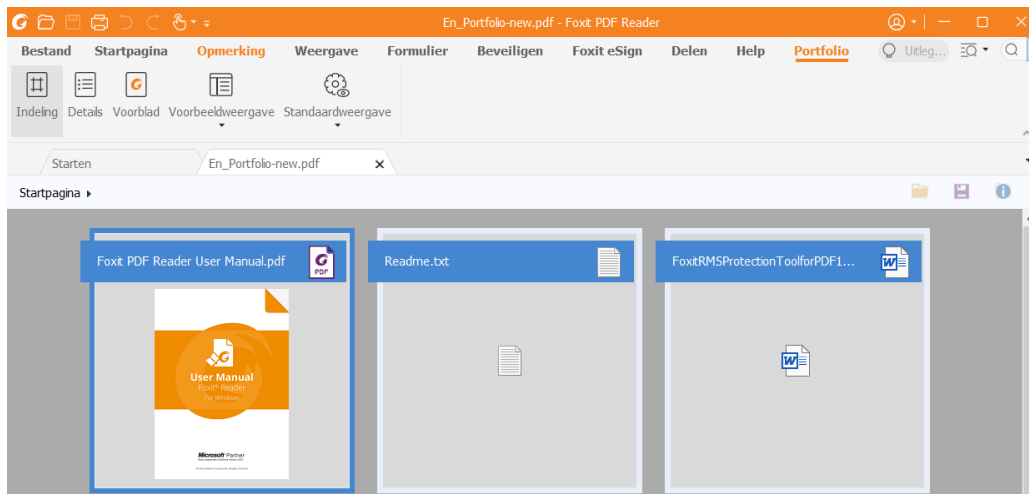 En_Portfolio-new.pdf - Foxit PDF Reader
Bestand Startpagina Opmerking Weergave Formulier Beveiligen Foxit eSign Delen Help Portfolio Uitleg...
Indeling Details Voorblad Voorbeeldweergave Standaardweergave
Starten En_Portfolio-new.pdf
Startpagina
Foxit PDF Reader User Manual.pdf PDF Readme.txt FoxitRMSProtectionToolforPDF1...
User Manual
Foxit® Reader
For Windows
Microsoft Partner